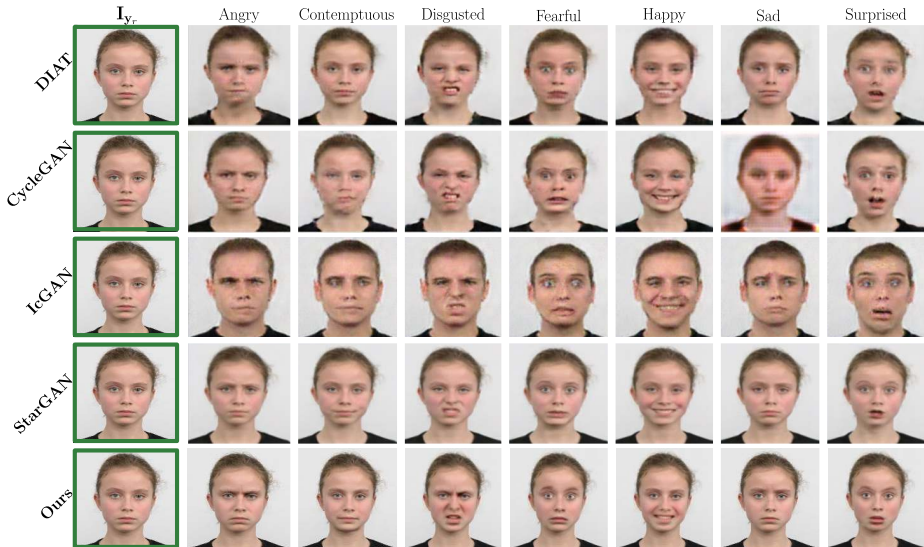 I_{y_r} Angry Contemptuous Disgusted Fearful Happy Sad Surprised
DIAT
CycleGAN
IcGAN
StarGAN
Ours